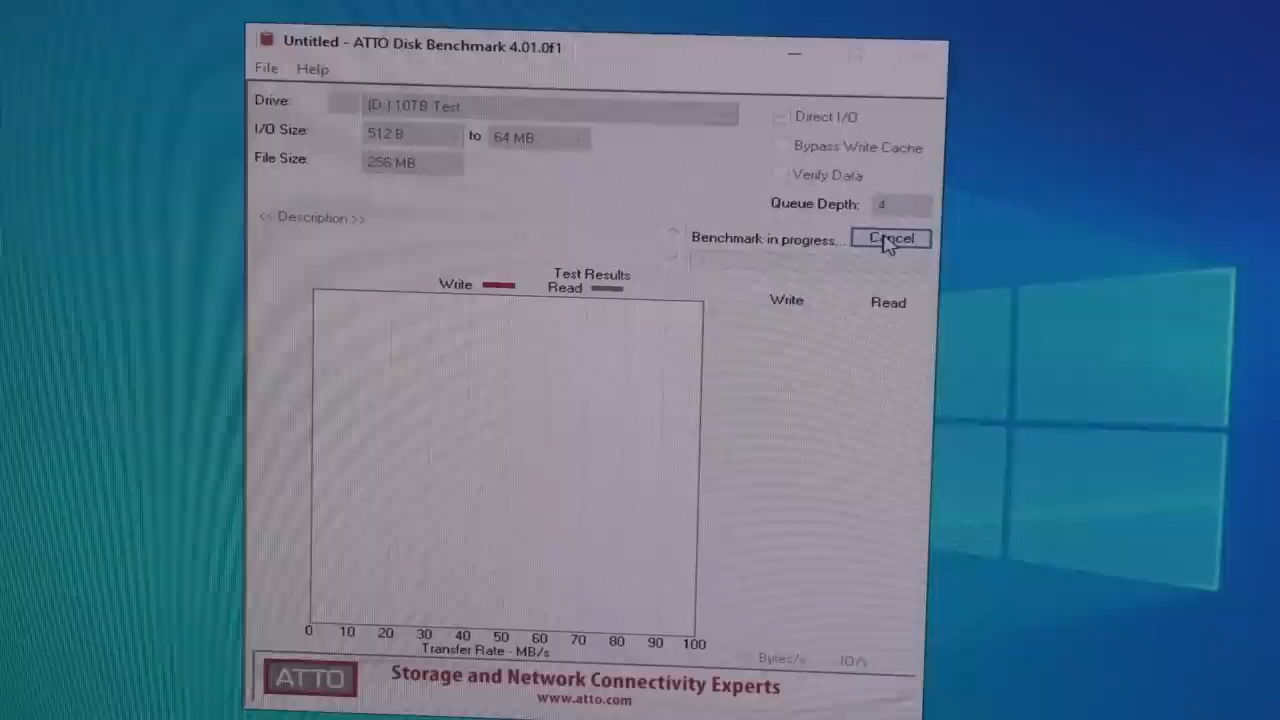 Untitled - ATTO Disk Benchmark 4.01.0f1
File Help
Drive: (D:) 10TB Test
I/O Size: 512 B to 64 MB
File Size: 256 MB
Direct I/O
Bypass Write Cache
Verify Data
Queue Depth: 4
<< Description >>
Benchmark in progress... Cancel
Test Results
Write Read
Write Read
0 10 20 30 40 50 60 70 80 90 100
Transfer Rate - MB/s
Bytes/s IO/s
ATTO Storage and Network Connectivity Experts
www.atto.com